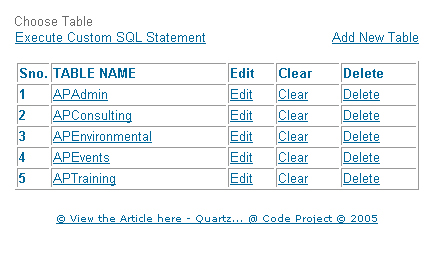 Choose Table
Execute Custom SQL Statement Add New Table
Sno. TABLE NAME Edit Clear Delete
1 APAdmin Edit Clear Delete
2 APConsulting Edit Clear Delete
3 APEnvironmental Edit Clear Delete
4 APEvents Edit Clear Delete
5 APTraining Edit Clear Delete
© View the Article here - Quartz... @ Code Project © 2005